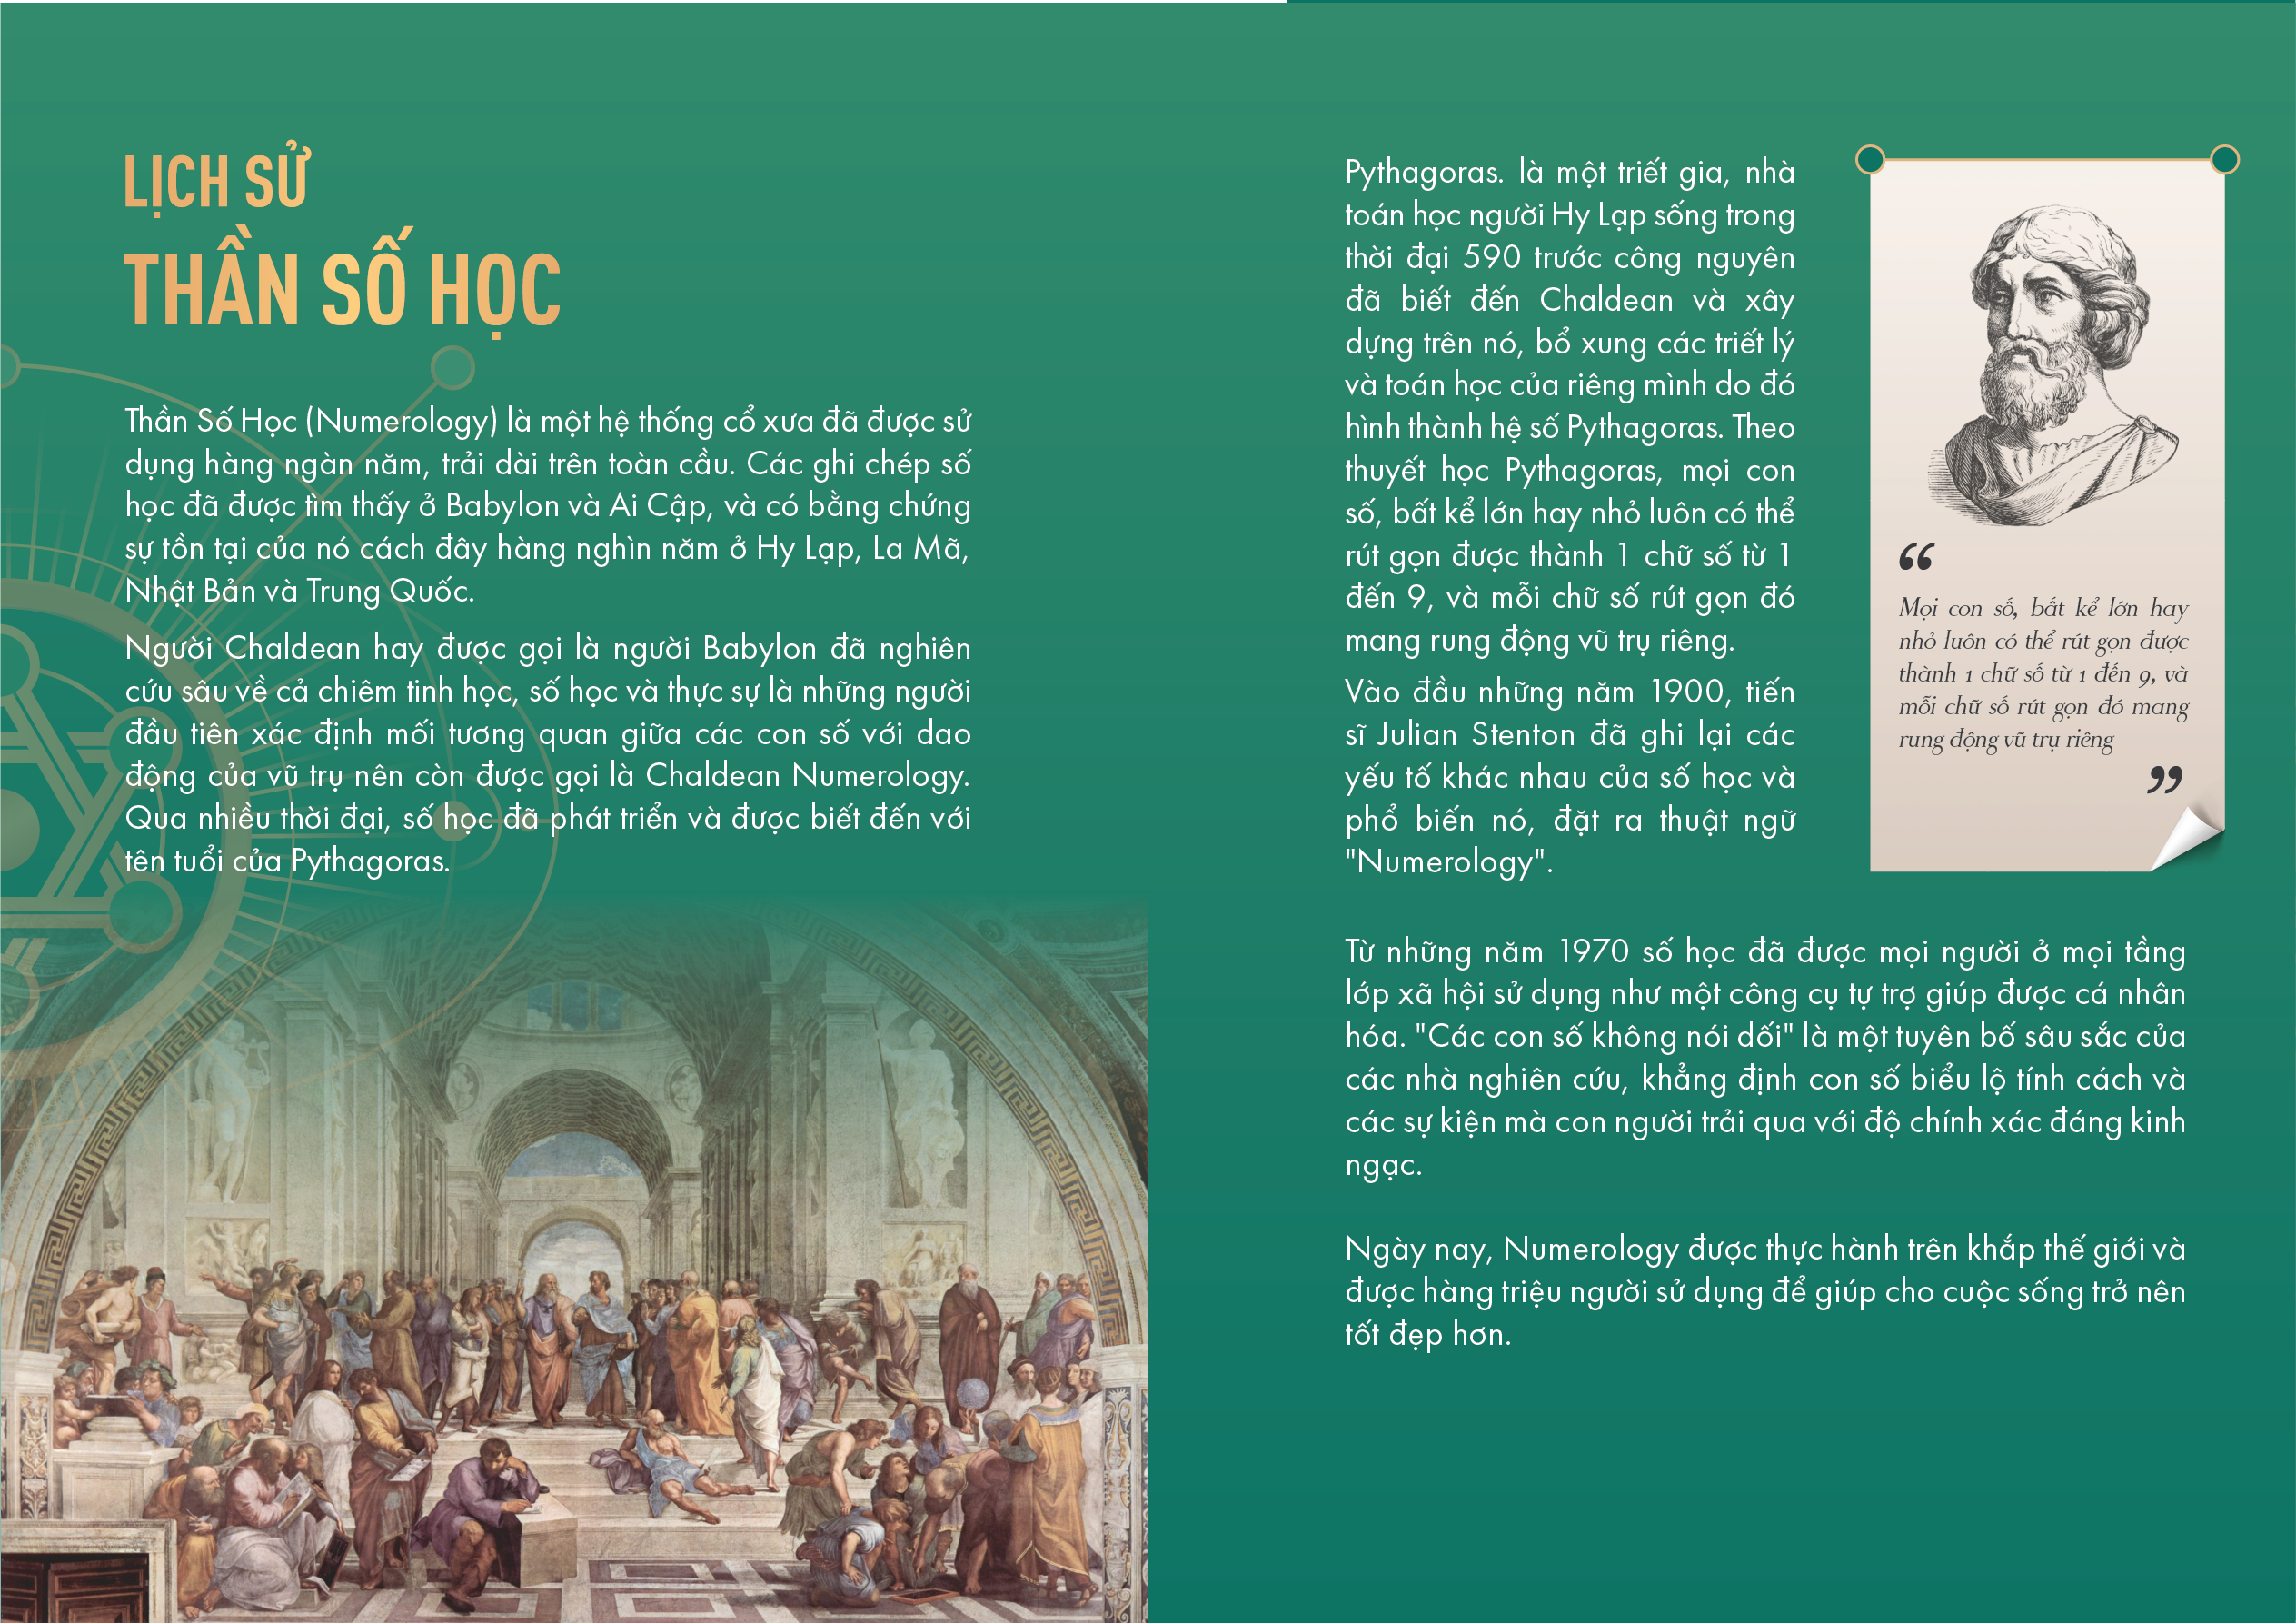 LỊCH SỬ
THẦN SỐ HỌC
Thần Số Học (Numerology) là một hệ thống cổ xưa đã được sử
dụng hàng ngàn năm, trải dài trên toàn cầu. Các ghi chép số
học đã được tìm thấy ở Babylon và Ai Cập, và có bằng chứng
sự tồn tại của nó cách đây hàng nghìn năm ở Hy Lạp, La Mã,
Nhật Bản và Trung Quốc.
Người Chaldean hay được gọi là người Babylon đã nghiên
cứu sâu về cả chiêm tinh học, số học và thực sự là những người
đầu tiên xác định mối tương quan giữa các con số với dao
động của vũ trụ nên còn được gọi là Chaldean Numerology.
Qua nhiều thời đại, số học đã phát triển và được biết đến với
tên tuổi của Pythagoras.
Pythagoras. là một triết gia, nhà
toán học người Hy Lạp sống trong
thời đại 590 trước công nguyên
đã biết đến Chaldean và xây
dựng trên nó, bổ xung các triết lý
và toán học của riêng mình do đó
hình thành hệ số Pythagoras. Theo
thuyết học Pythagoras, mọi con
số, bất kể lớn hay nhỏ luôn có thể
rút gọn được thành 1 chữ số từ 1
đến 9, và mỗi chữ số rút gọn đó
mang rung động vũ trụ riêng.
Vào đầu những năm 1900, tiến
sĩ Julian Stenton đã ghi lại các
yếu tố khác nhau của số học và
phổ biến nó, đặt ra thuật ngữ
"Numerology".
“
Mọi con số, bất kể lớn hay
nhỏ luôn có thể rút gọn được
thành 1 chữ số từ 1 đến 9, và
mỗi chữ số rút gọn đó mang
rung động vũ trụ riêng
”
Từ những năm 1970 số học đã được mọi người ở mọi tầng
lớp xã hội sử dụng như một công cụ tự trợ giúp được cá nhân
hóa. "Các con số không nói dối" là một tuyên bố sâu sắc của
các nhà nghiên cứu, khẳng định con số biểu lộ tính cách và
các sự kiện mà con người trải qua với độ chính xác đáng kinh
ngạc.
Ngày nay, Numerology được thực hành trên khắp thế giới và
được hàng triệu người sử dụng để giúp cho cuộc sống trở nên
tốt đẹp hơn.